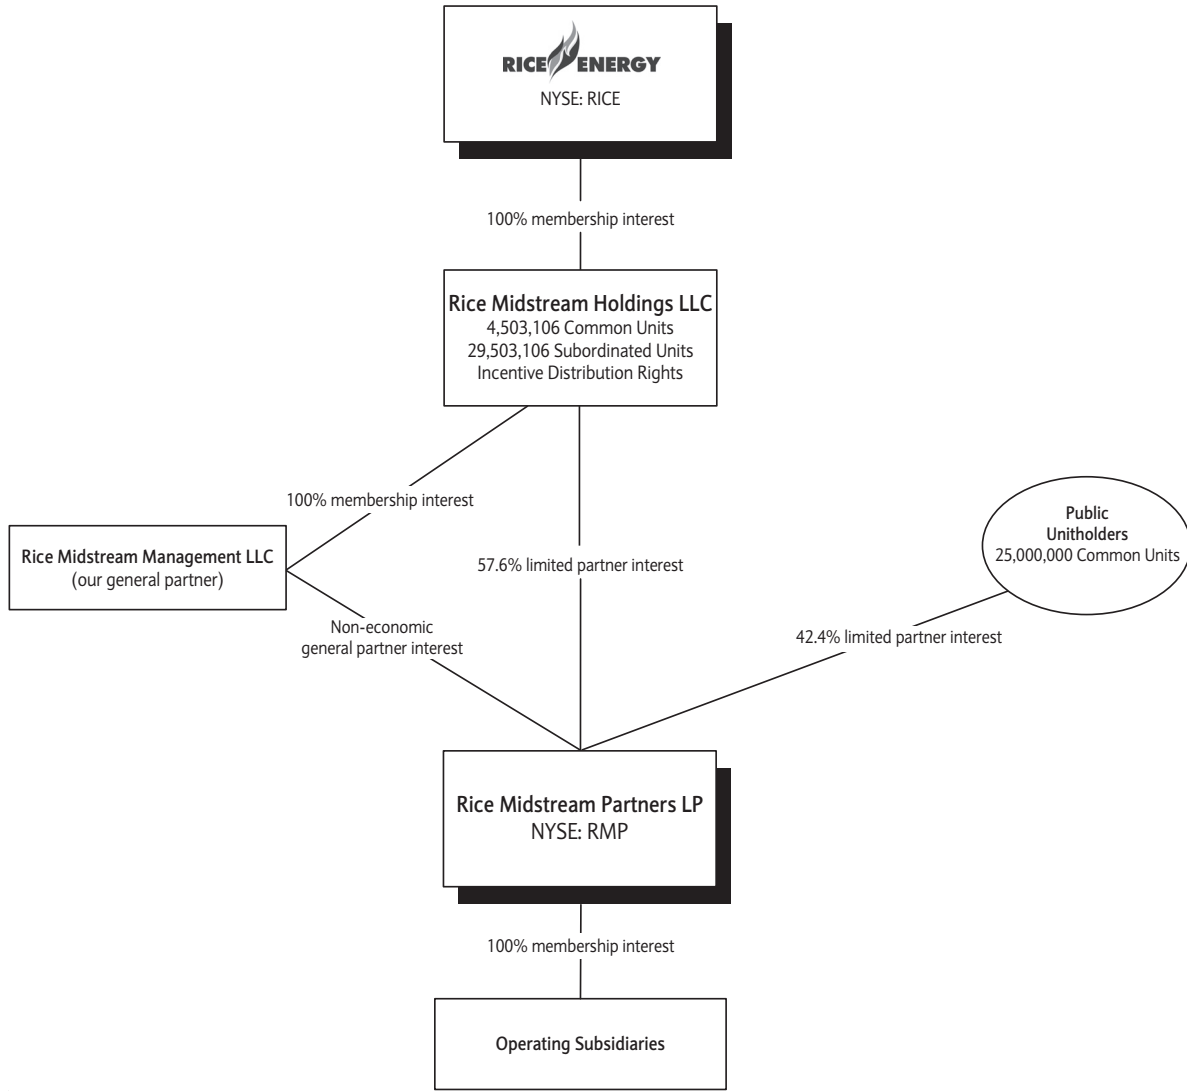 RICE ENERGY
NYSE: RICE
100% membership interest
Rice Midstream Holdings LLC
4,503,106 Common Units
29,503,106 Subordinated Units
Incentive Distribution Rights
100% membership interest
Public
Unitholders
25,000,000 Common Units
Rice Midstream Management LLC
(our general partner)
57.6% limited partner interest
Non-economic
general partner interest
42.4% limited partner interest
Rice Midstream Partners LP
NYSE: RMP
100% membership interest
Operating Subsidiaries